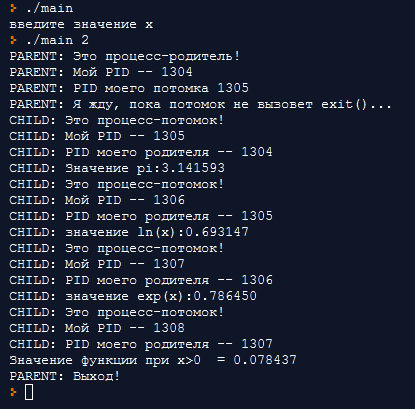 ./main
введите значение x
./main 2
PARENT: Это процесс-родитель!
PARENT: Мой PID -- 1304
PARENT: PID моего потомка 1305
PARENT: Я жду, пока потомок не вызовет exit()...
CHILD: Это процесс-потомок!
CHILD: Мой PID -- 1305
CHILD: PID моего родителя -- 1304
CHILD: Значение pi:3.141593
CHILD: Это процесс-потомок!
CHILD: Мой PID -- 1306
CHILD: PID моего родителя -- 1305
CHILD: значение ln(x):0.693147
CHILD: Это процесс-потомок!
CHILD: Мой PID -- 1307
CHILD: PID моего родителя -- 1306
CHILD: значение exp(x):0.786450
CHILD: Это процесс-потомок!
CHILD: Мой PID -- 1308
CHILD: PID моего родителя -- 1307
Значение функции при x>0  = 0.078437
PARENT: Выход!